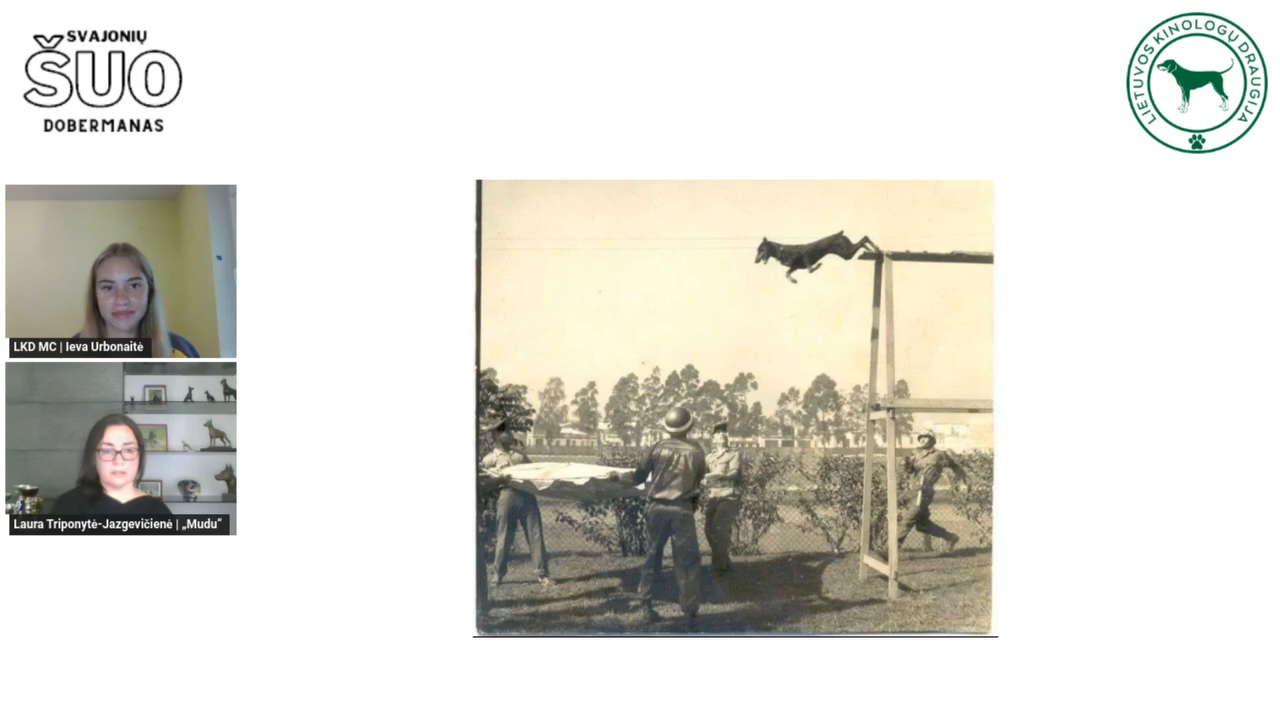 SVAJONIŲ
ŠUO
DOBERMANAS
LIETUVOS KINOLOGŲ DRAUGIJA
LKD MC | Ieva Urbonaitė
Laura Triponytė-Jazgevičienė | „Mudu“